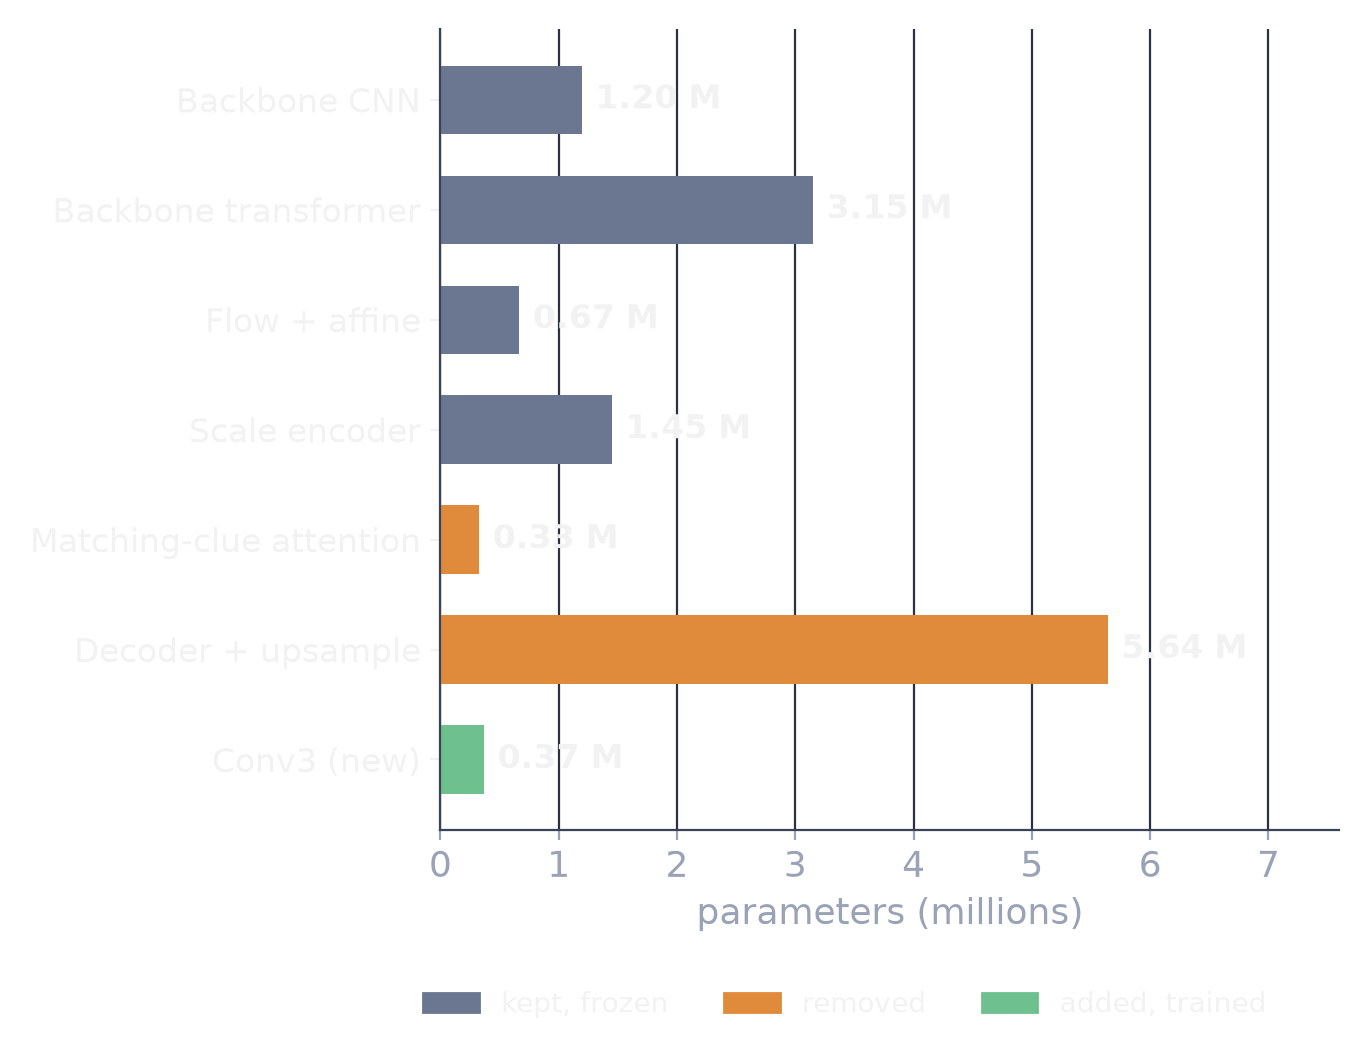 Backbone CNN 1.20 M
Backbone transformer 3.15 M
Flow + affine 0.67 M
Scale encoder 1.45 M
Matching-clue attention 0.33 M
Decoder + upsample 5.64 M
Conv3 (new) 0.37 M
0 1 2 3 4 5 6 7
parameters (millions)
kept, frozen removed added, trained